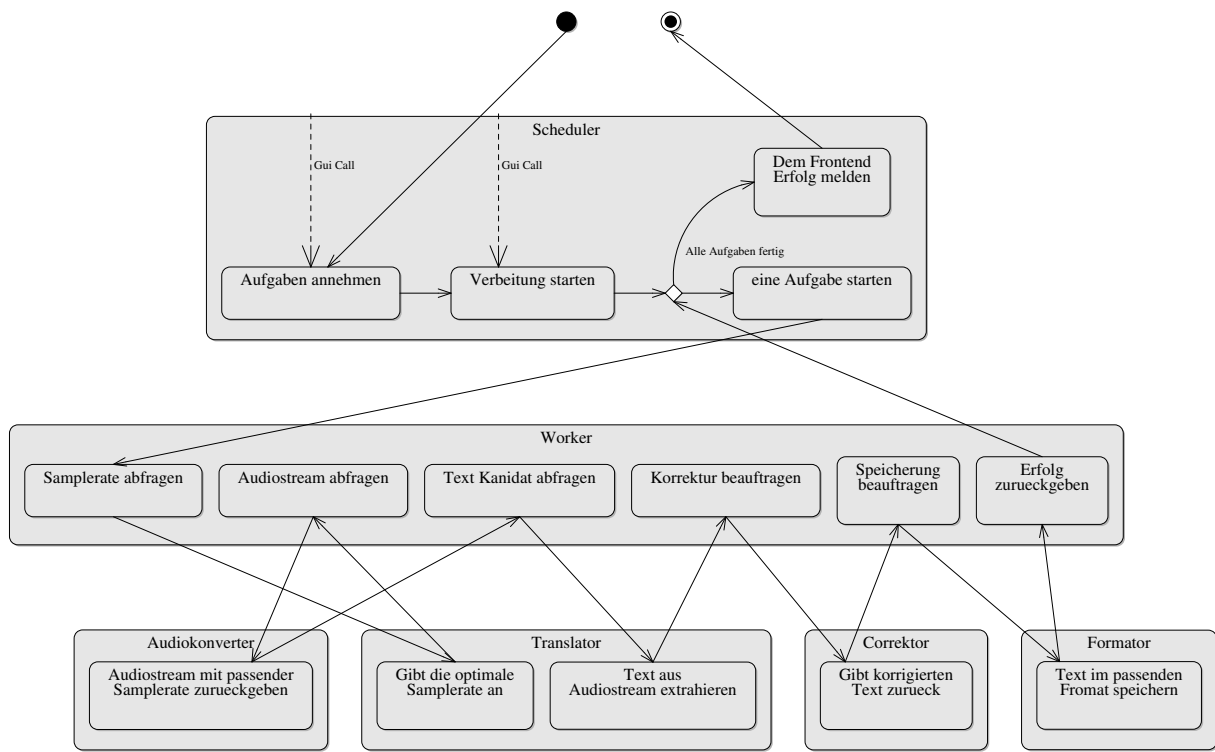 Scheduler
Gui Call
Gui Call
Dem Frontend
Erfolg melden
Alle Aufgaben fertig
Aufgaben annehmen
Verbeitung starten
eine Aufgabe starten
Worker
Samplerate abfragen
Audiostream abfragen
Text Kanidat abfragen
Korrektur beauftragen
Speicherung
beauftragen
Erfolg
zurueckgeben
Audiokonverter
Audiostream mit passender
Samplerate zurueckgeben
Translator
Gibt die optimale
Samplerate an
Text aus
Audiostream extrahieren
Correktor
Gibt korrigierten
Text zurueck
Formator
Text im passenden
Fromat speichern